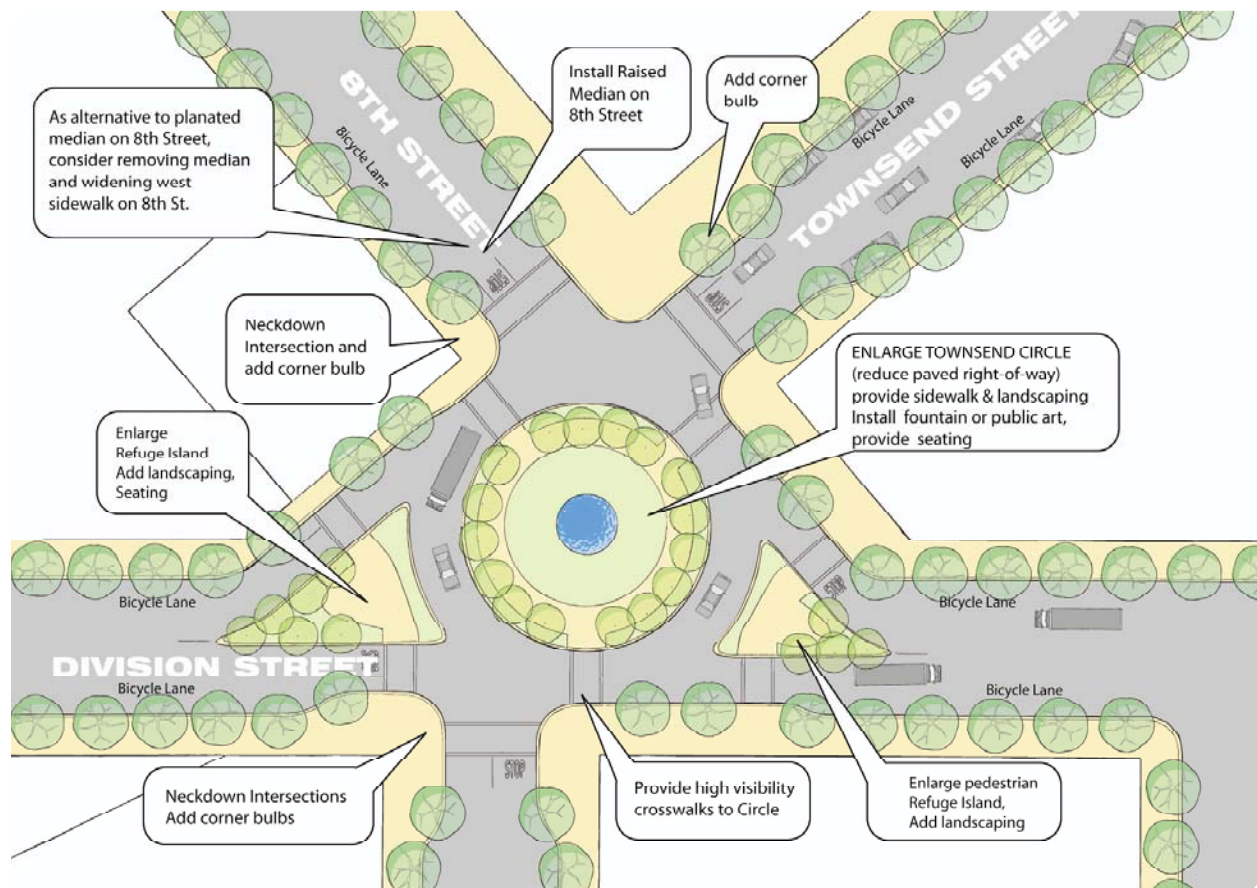 As alternative to planated
median on 8th Street,
consider removing median
and widening west
sidewalk on 8th St.
Install Raised
Median on
8th Street
Add corner
bulb
8TH STREET
Bicycle Lane
TOWNSEND STREET
Bicycle Lane
Bicycle Lane
Neckdown
Intersection and
add corner bulb
ENLARGE TOWNSEND CIRCLE
(reduce paved right-of-way)
provide sidewalk & landscaping
Install fountain or public art,
provide seating
Enlarge
Refuge Island
Add landscaping,
Seating
STOP
Bicycle Lane
Bicycle Lane
DIVISION STREET
Bicycle Lane
Bicycle Lane
STOP
Neckdown Intersections
Add corner bulbs
Provide high visibility
crosswalks to Circle
Enlarge pedestrian
Refuge Island,
Add landscaping